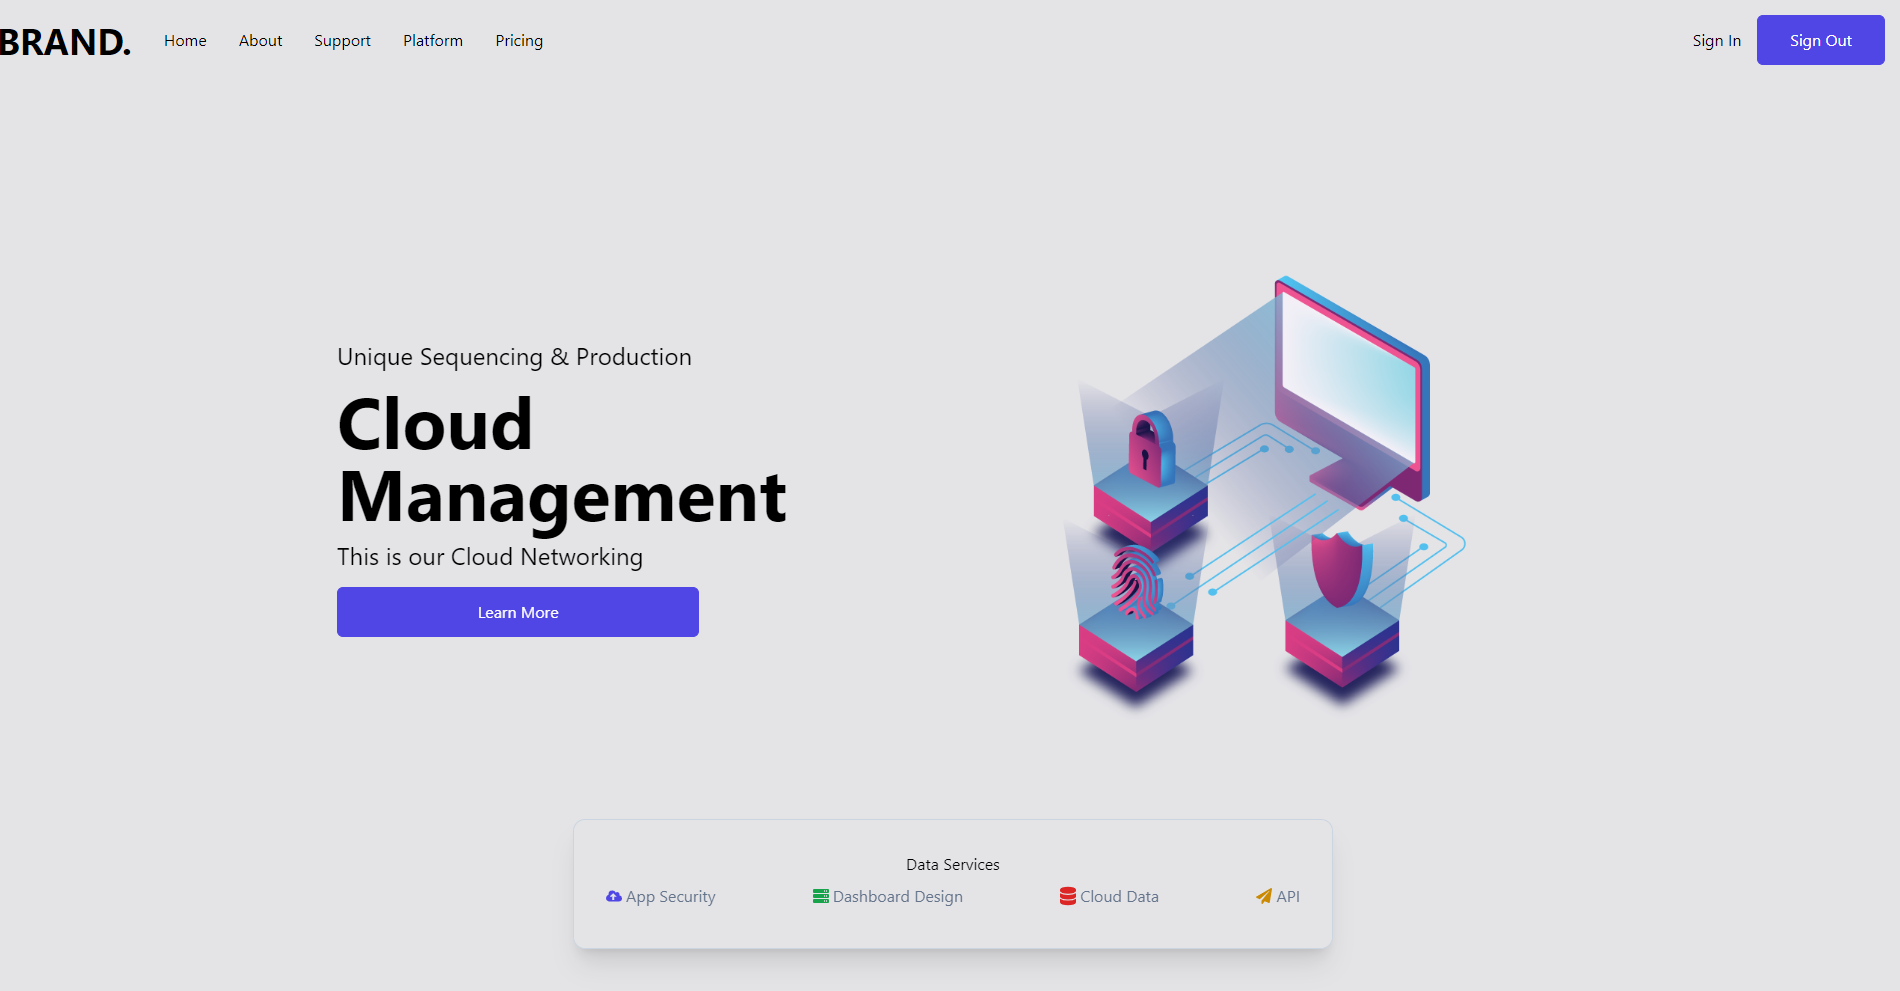 BRAND. Home About Support Platform Pricing Sign In Sign Out
Unique Sequencing & Production
Cloud
Management
This is our Cloud Networking
Learn More
Data Services
App Security Dashboard Design Cloud Data API